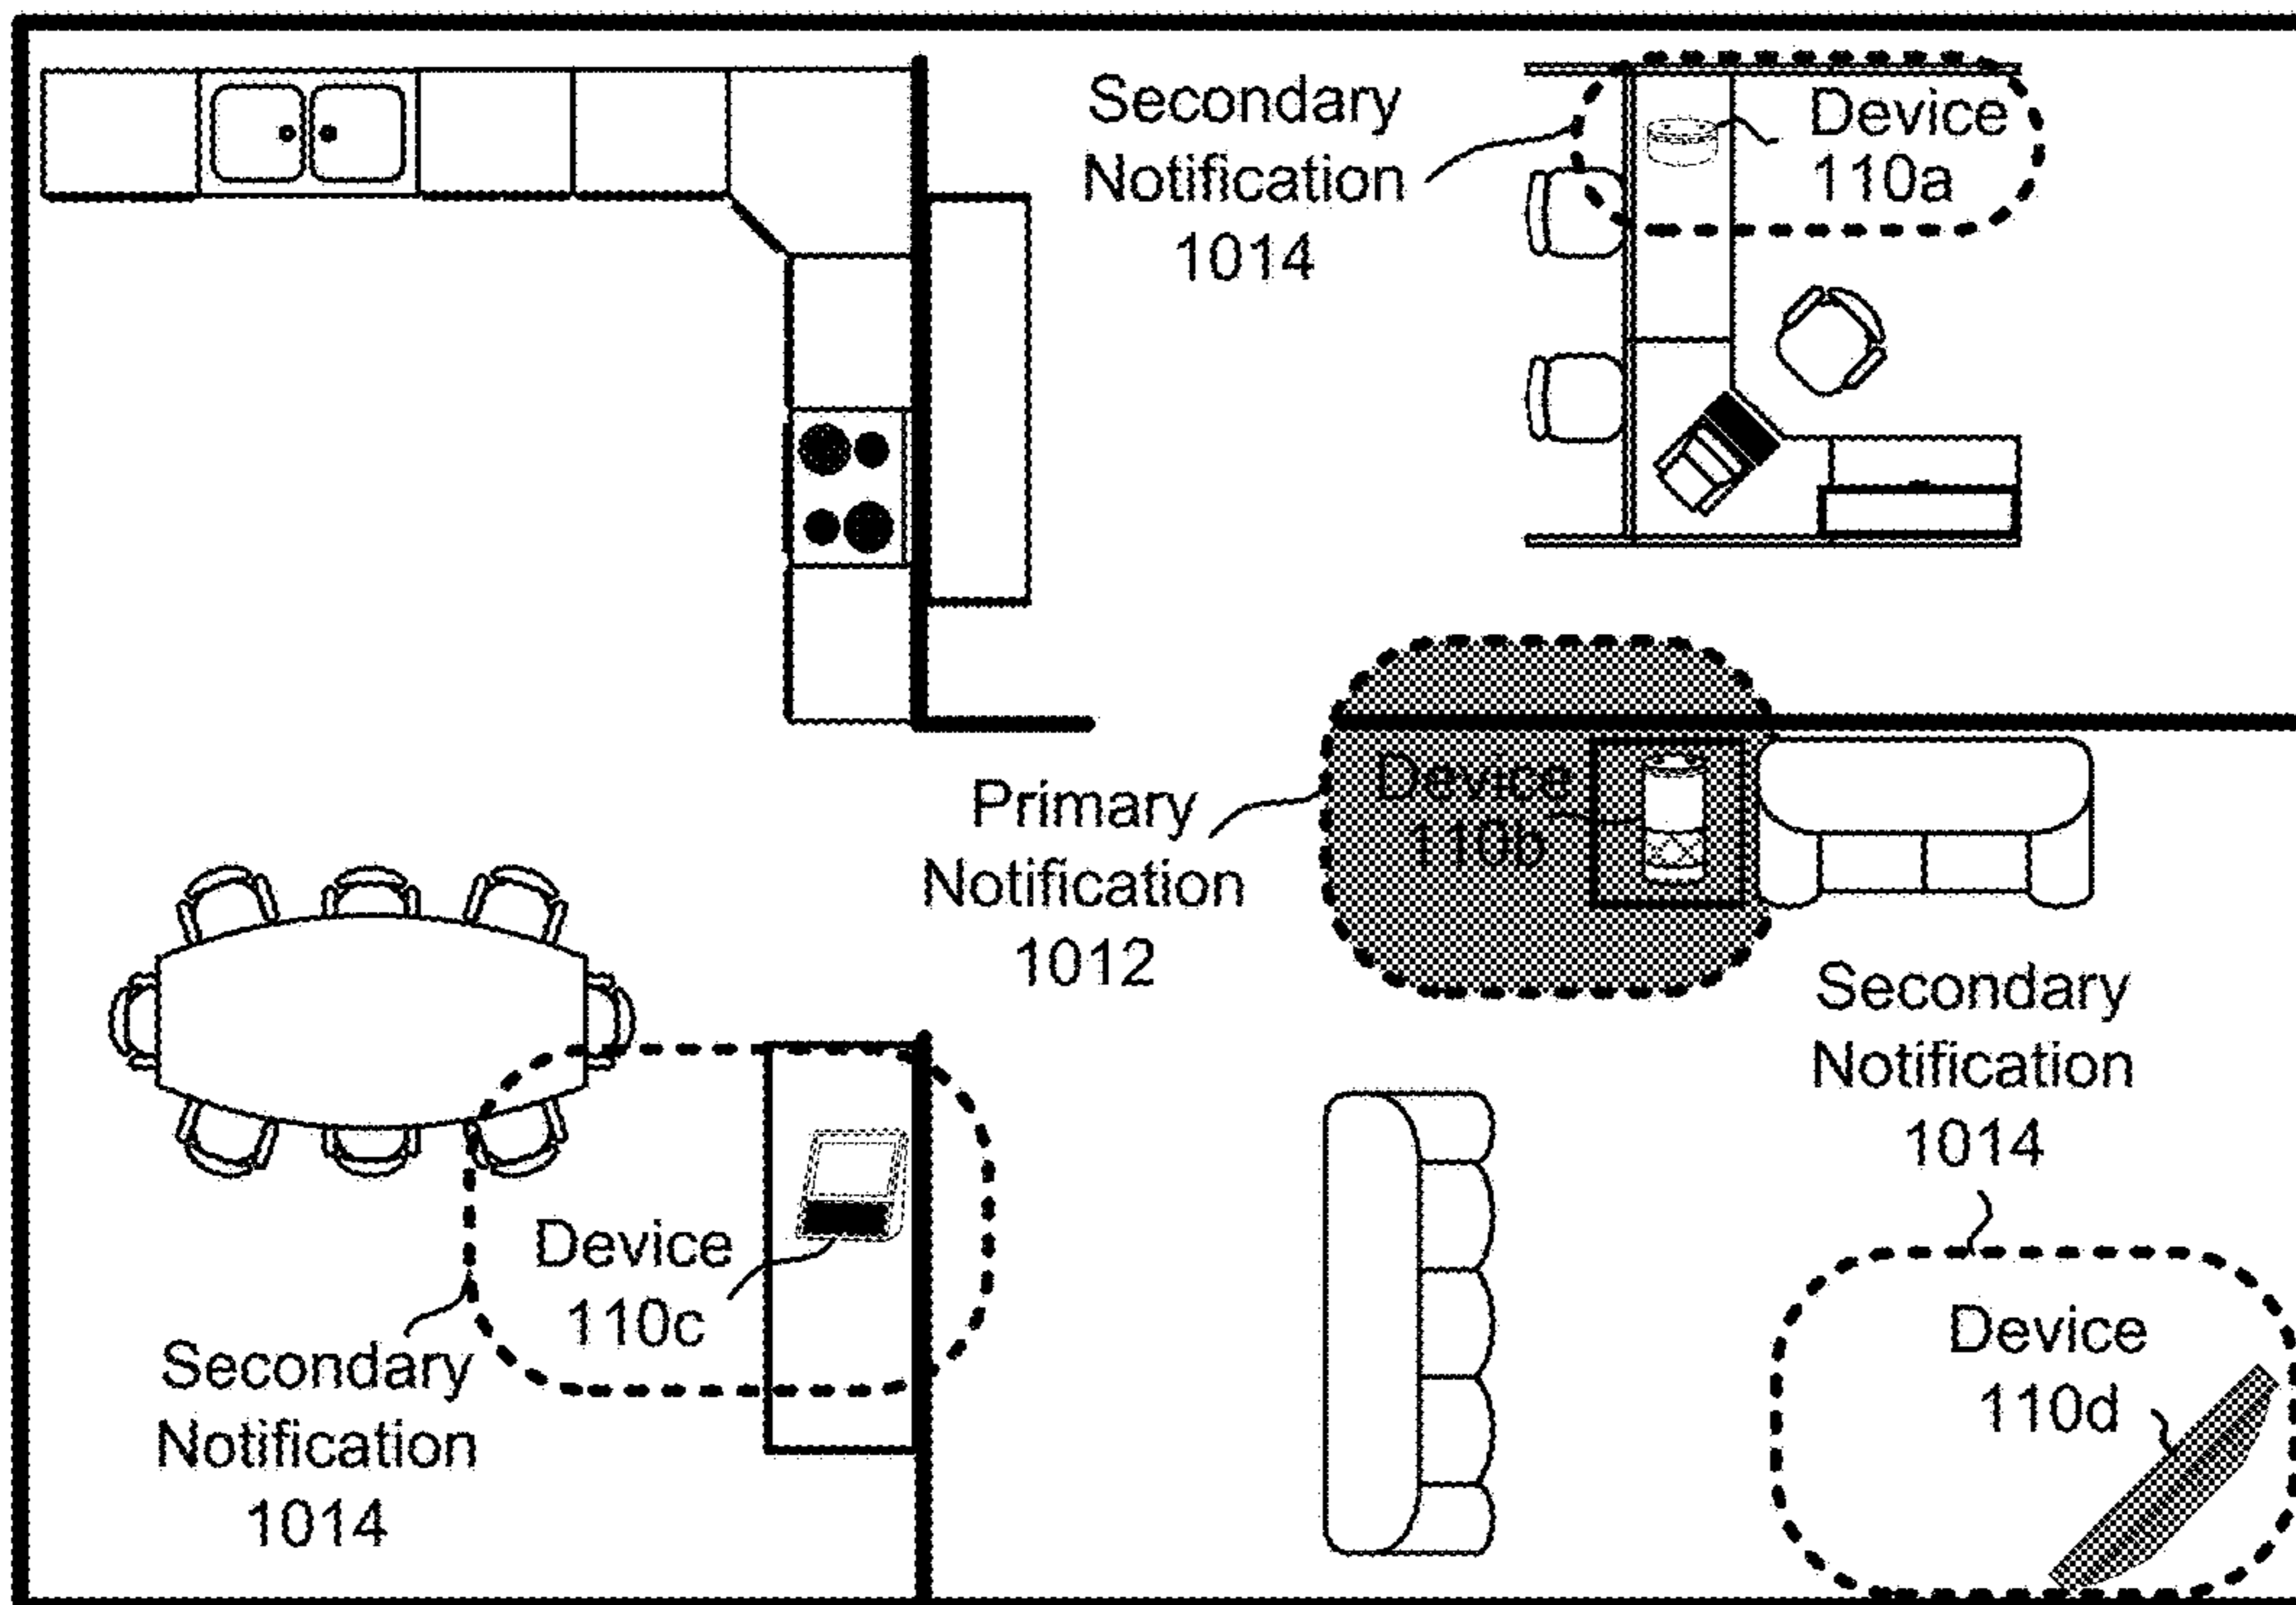 Secondary
Notification
1014
Device
110a
Primary
Notification
1012
Device
110b
Secondary
Notification
1014
Device
110c
Secondary
Notification
1014
Device
110d